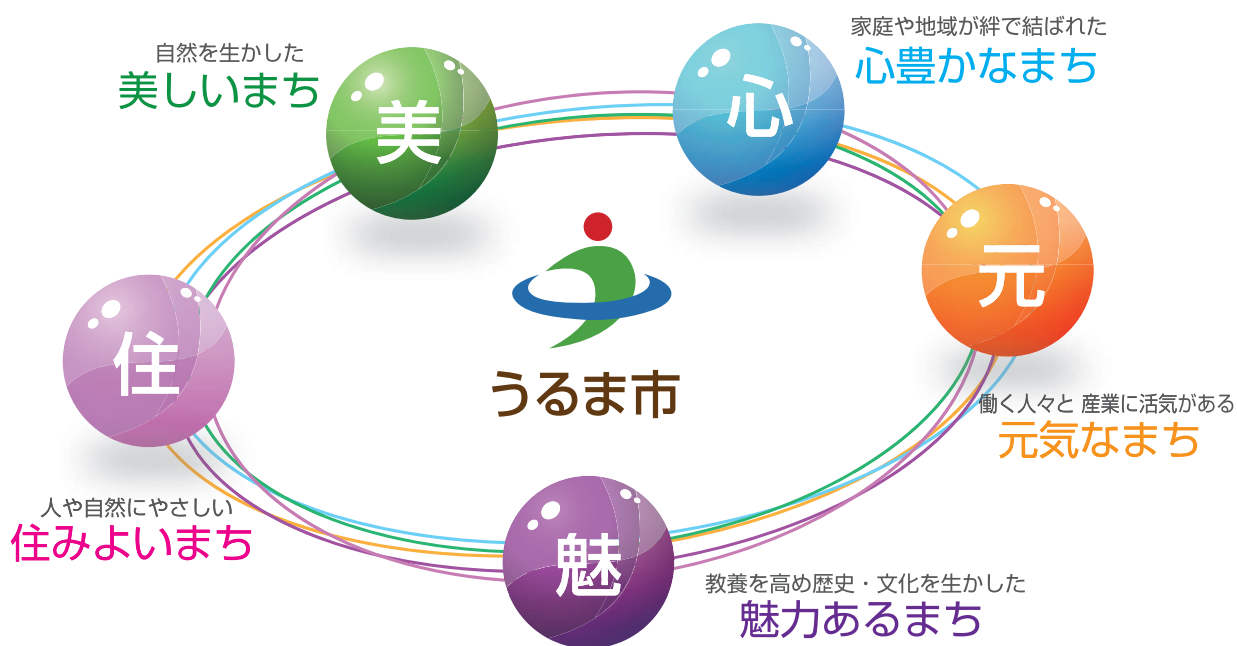 家庭や地域が絆で結ばれた
心豊かなまち
心
自然を生かした
美しいまち
美
元
働く人々と 産業に活気がある
元気なまち
うるま市
住
人や自然にやさしい
住みよいまち
魅
教養を高め歴史・文化を生かした
魅力あるまち